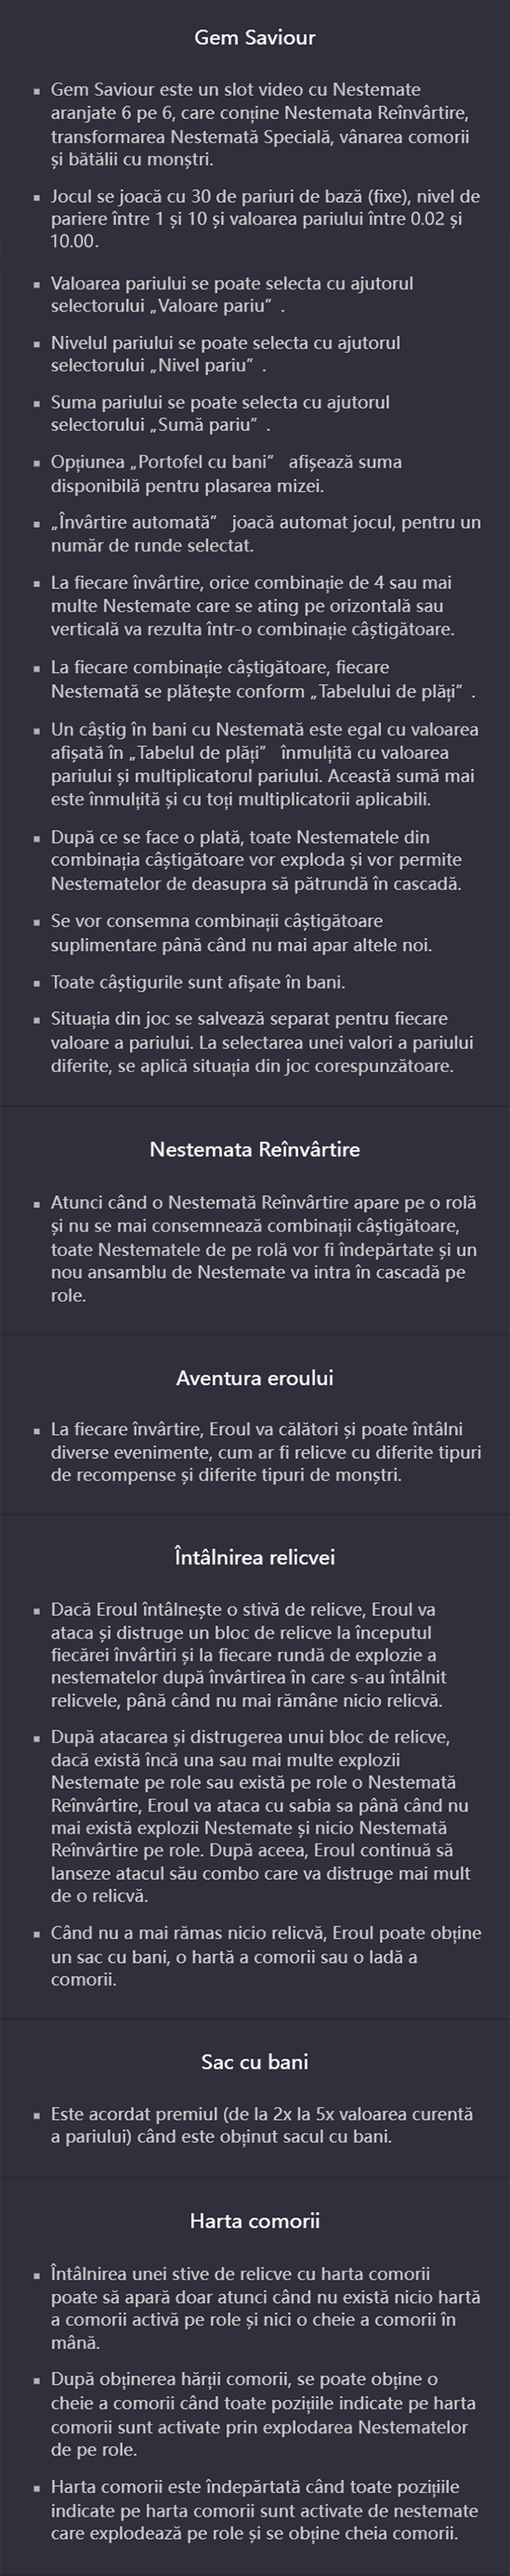 Gem Saviour
▪ Gem Saviour este un slot video cu Nestemate
aranjate 6 pe 6, care conține Nestemata Reînvârtire,
transformarea Nestemată Specială, vânarea comorii
și bătălii cu monștri.
▪ Jocul se joacă cu 30 de pariuri de bază (fixe), nivel de
pariere între 1 și 10 și valoarea pariului între 0.02 și
10.00.
▪ Valoarea pariului se poate selecta cu ajutorul
selectorului „Valoare pariu” .
▪ Nivelul pariului se poate selecta cu ajutorul
selectorului „Nivel pariu” .
▪ Suma pariului se poate selecta cu ajutorul
selectorului „Sumă pariu” .
▪ Opțiunea „Portofel cu bani” afișează suma
disponibilă pentru plasarea mizei.
▪ „Învârtire automată” joacă automat jocul, pentru un
număr de runde selectat.
▪ La fiecare învârtire, orice combinație de 4 sau mai
multe Nestemate care se ating pe orizontală sau
verticală va rezulta într-o combinație câștigătoare.
▪ La fiecare combinație câștigătoare, fiecare
Nestemată se plătește conform „Tabelului de plăți” .
▪ Un câștig în bani cu Nestemată este egal cu valoarea
afișată în „Tabelul de plăți” înmulțită cu valoarea
pariului și multiplicatorul pariului. Această sumă mai
este înmulțită și cu toți multiplicatorii aplicabili.
▪ După ce se face o plată, toate Nestematele din
combinația câștigătoare vor exploda și vor permite
Nestematelor de deasupra să pătrundă în cascadă.
▪ Se vor consemna combinații câștigătoare
suplimentare până când nu mai apar altele noi.
▪ Toate câștigurile sunt afișate în bani.
▪ Situația din joc se salvează separat pentru fiecare
valoare a pariului. La selectarea unei valori a pariului
diferite, se aplică situația din joc corespunzătoare.
Nestemata Reînvârtire
▪ Atunci când o Nestemată Reînvârtire apare pe o rolă
și nu se mai consemnează combinații câștigătoare,
toate Nestematele de pe rolă vor fi îndepărtate și un
nou ansamblu de Nestemate va intra în cascadă pe
role.
Aventura eroului
▪ La fiecare învârtire, Eroul va călători și poate întâlni
diverse evenimente, cum ar fi relicve cu diferite tipuri
de recompense și diferite tipuri de monștri.
Întâlnirea relicvei
▪ Dacă Eroul întâlnește o stivă de relicve, Eroul va
ataca și distruge un bloc de relicve la începutul
fiecărei învârtiri și la fiecare rundă de explozie a
nestematelor după învârtirea în care s-au întâlnit
relicvele, până când nu mai rămâne nicio relicvă.
▪ După atacarea și distrugerea unui bloc de relicve,
dacă există încă una sau mai multe explozii
Nestemate pe role sau există pe role o Nestemată
Reînvârtire, Eroul va ataca cu sabia sa până când nu
mai există explozii Nestemate și nicio Nestemată
Reînvârtire pe role. După aceea, Eroul continuă să
lanseze atacul său combo care va distruge mai mult
de o relicvă.
▪ Când nu a mai rămas nicio relicvă, Eroul poate obține
un sac cu bani, o hartă a comorii sau o ladă a
comorii.
Sac cu bani
▪ Este acordat premiul (de la 2x la 5x valoarea curentă
a pariului) când este obținut sacul cu bani.
Harta comorii
▪ Întâlnirea unei stive de relicve cu harta comorii
poate să apară doar atunci când nu există nicio hartă
a comorii activă pe role și nici o cheie a comorii în
mână.
▪ După obținerea hărții comorii, se poate obține o
cheie a comorii când toate pozițiile indicate pe harta
comorii sunt activate prin explodarea Nestematelor
de pe role.
▪ Harta comorii este îndepărtată când toate pozițiile
indicate pe harta comorii sunt activate de nestemate
care explodează pe role și se obține cheia comorii.